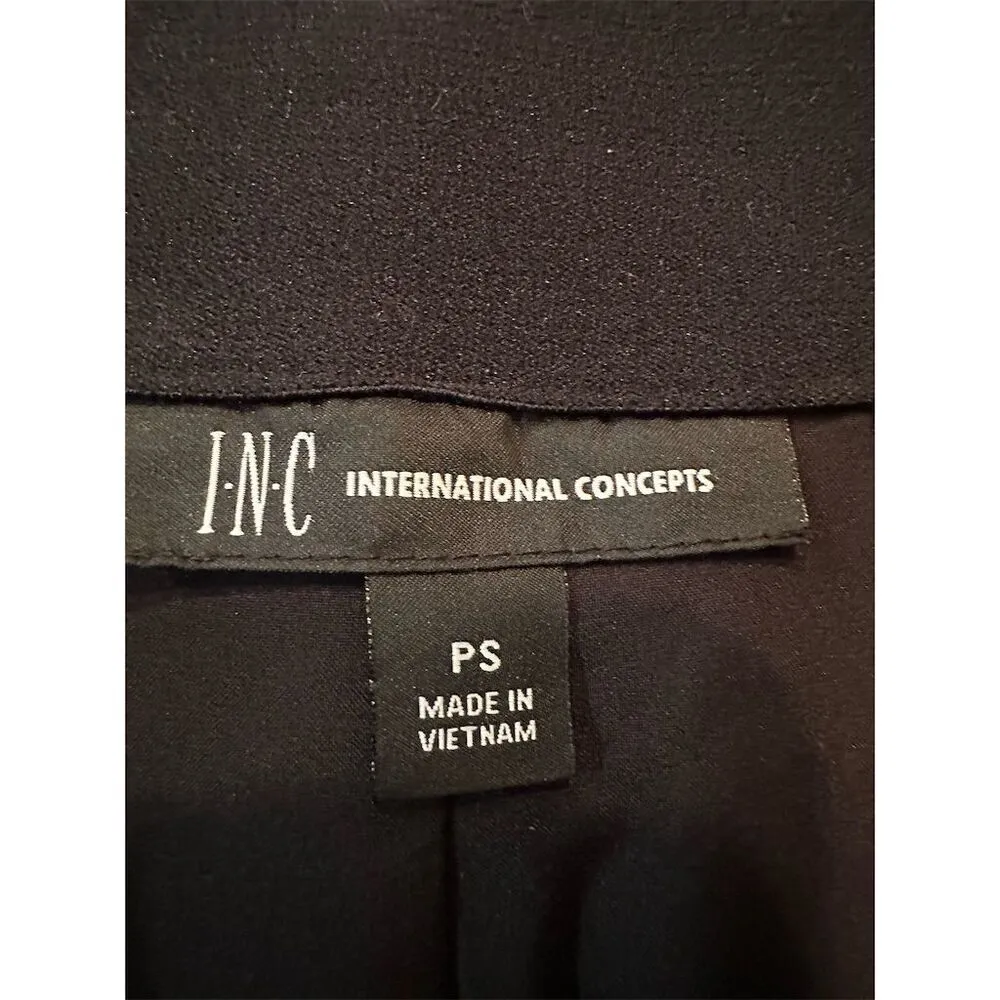 I·N·C INTERNATIONAL CONCEPTS
PS
MADE IN
VIETNAM